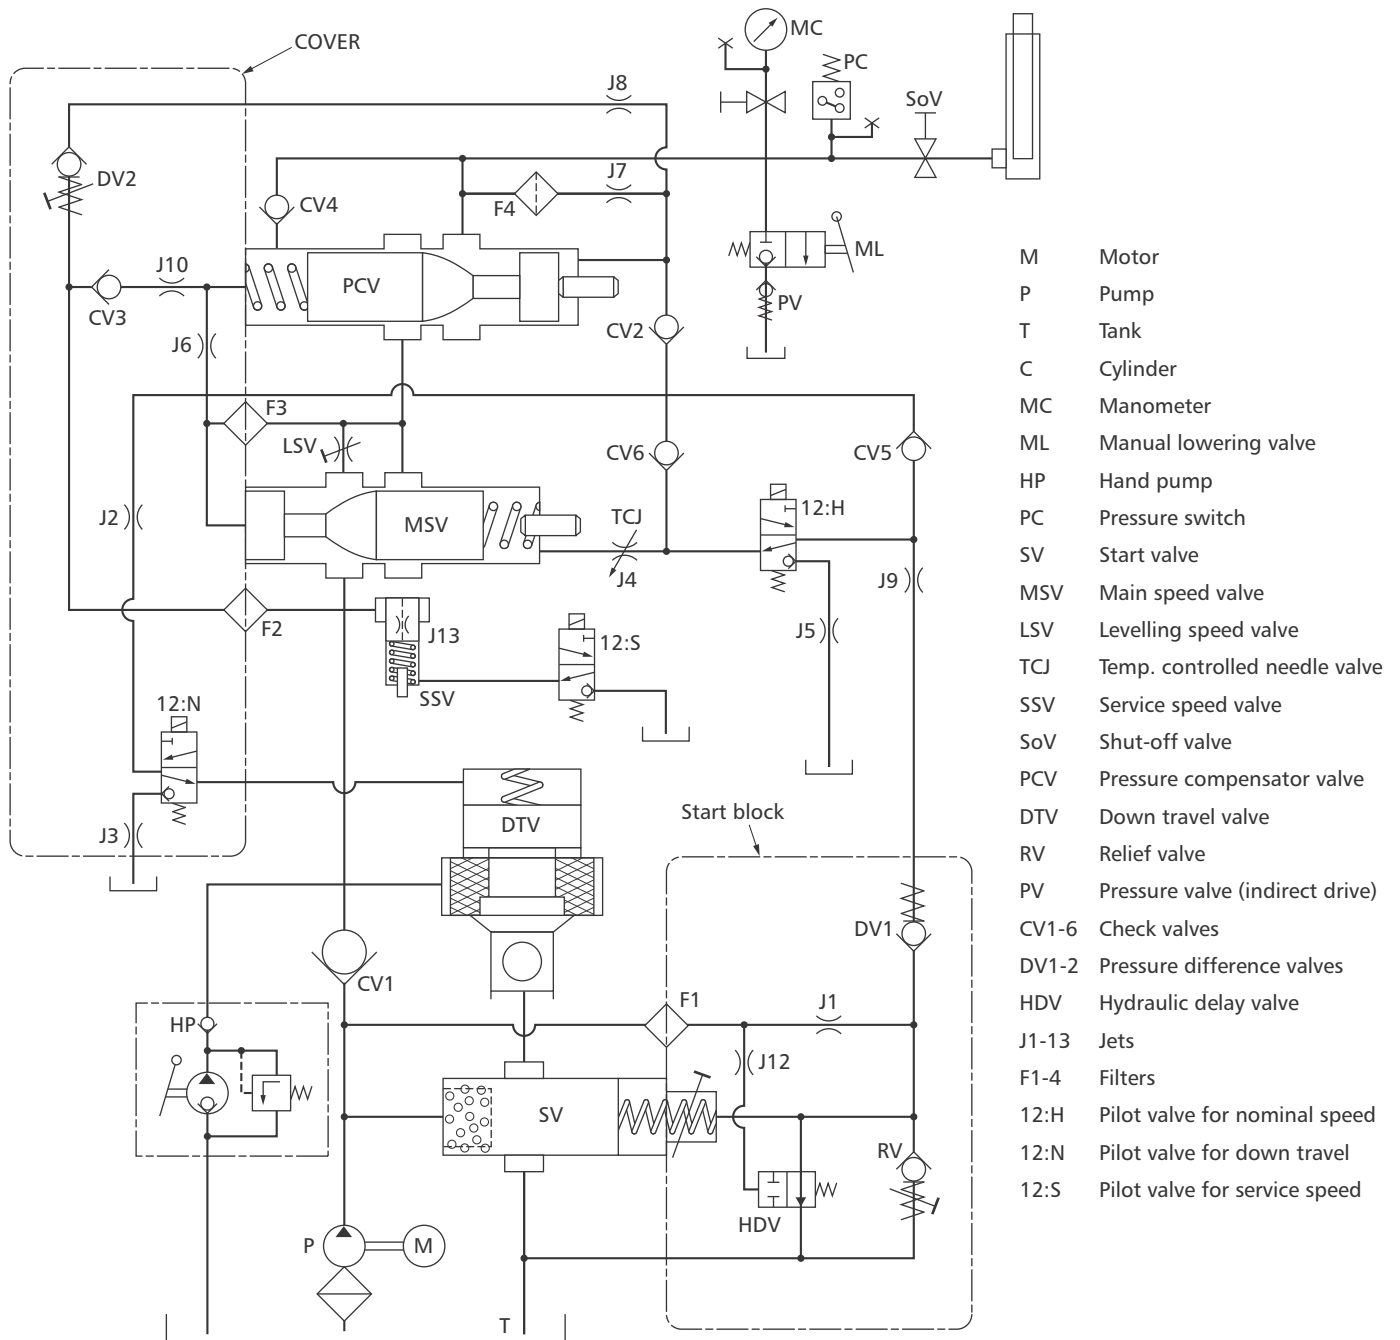 COVER
MC
PC
SoV
J8
DV2
J7
CV4
F4
ML
PCV
J10
CV3
PV
CV2
J6
F3
LSV
CV6
CV5
12:H
J2
MSV
TCJ
J4
J9
F2
J13
12:S
J5
SSV
12:N
Start block
DTV
J3
DV1
CV1
F1
J1
HP
J12
SV
RV
HDV
P
M
T
M Motor
P Pump
T Tank
C Cylinder
MC Manometer
ML Manual lowering valve
HP Hand pump
PC Pressure switch
SV Start valve
MSV Main speed valve
LSV Levelling speed valve
TCJ Temp. controlled needle valve
SSV Service speed valve
SoV Shut-off valve
PCV Pressure compensator valve
DTV Down travel valve
RV Relief valve
PV Pressure valve (indirect drive)
CV1-6 Check valves
DV1-2 Pressure difference valves
HDV Hydraulic delay valve
J1-13 Jets
F1-4 Filters
12:H Pilot valve for nominal speed
12:N Pilot valve for down travel
12:S Pilot valve for service speed